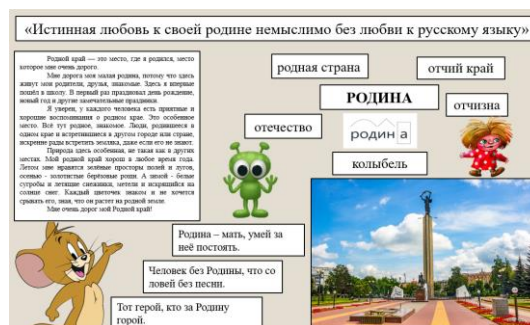 «Истинная любовь к своей родине немыслимо без любви к русскому языку»
Родной край — это место, где я родился, место
которое мне очень дорого.
Мне дорога моя малая родина, потому что здесь
живут мои родители, друзья, знакомые. Здесь я впервые
пошёл в школу. В первый раз праздновал день рождение,
новый год и другие замечательные праздники.
Я уверен, у каждого человека есть приятные и
хорошие воспоминания о родном крае. Это особенное
место. Всё тут родное, знакомое. Люди, родившиеся в
одном крае и встретившиеся в другом городе или стране,
искренне рады встретить земляка, даже если его не знают.
Природа здесь особенная, не такая как в других
местах. Мой родной край хорош в любое время года.
Летом мне нравятся зелёные просторы полей и лугов,
осенью - золотистые берёзовые рощи. А зимой - белые
сугробы и летящие снежинки, метели и искрящийся на
солнце снег. Каждый цветочек знаком и не хочется
срывать его, зная, что он растет на родной земле.
Мне очень дорог мой Родной край!
родная страна
отчий край
РОДИНА
отчизна
отечество
родина
колыбель
Родина – мать, умей за
неё постоять.
Человек без Родины, что со
ловей без песни.
Тот герой, кто за Родину
горой.